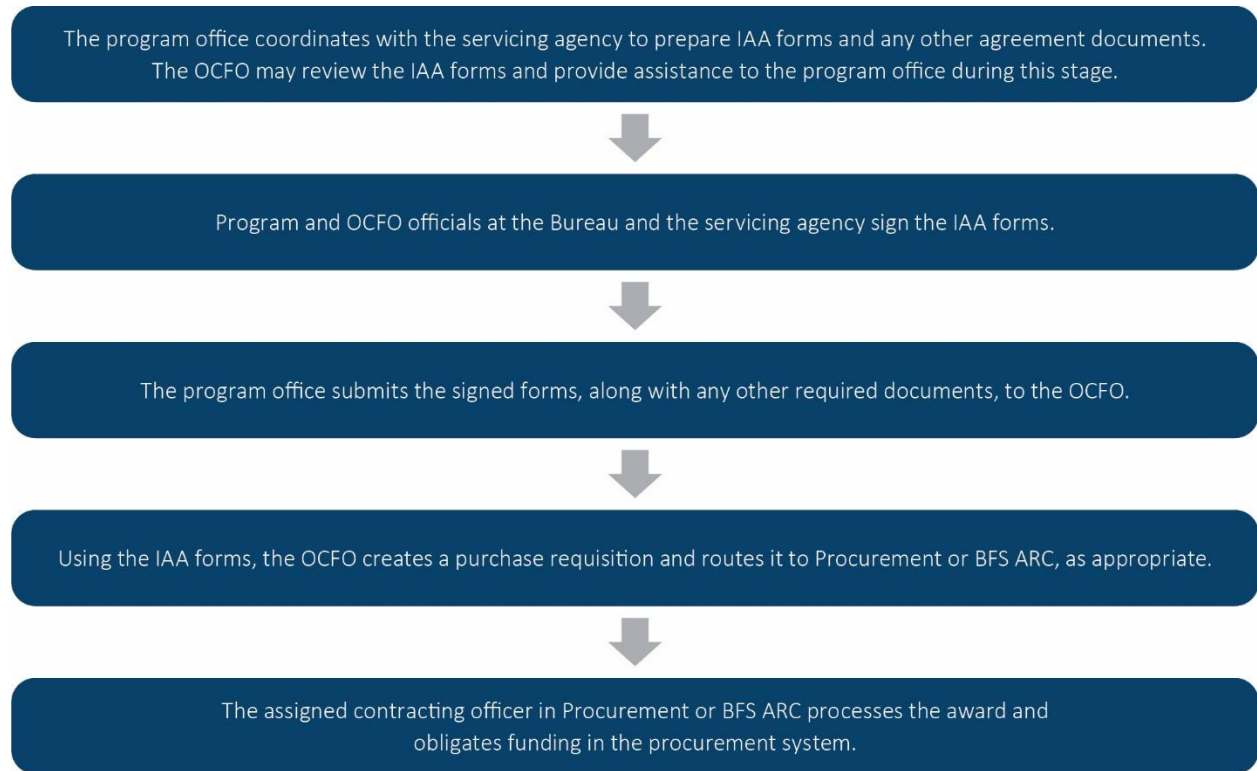 The program office coordinates with the servicing agency to prepare IAA forms and any other agreement documents.
The OCFO may review the IAA forms and provide assistance to the program office during this stage.
Program and OCFO officials at the Bureau and the servicing agency sign the IAA forms.
The program office submits the signed forms, along with any other required documents, to the OCFO.
Using the IAA forms, the OCFO creates a purchase requisition and routes it to Procurement or BFS ARC, as appropriate.
The assigned contracting officer in Procurement or BFS ARC processes the award and
obligates funding in the procurement system.